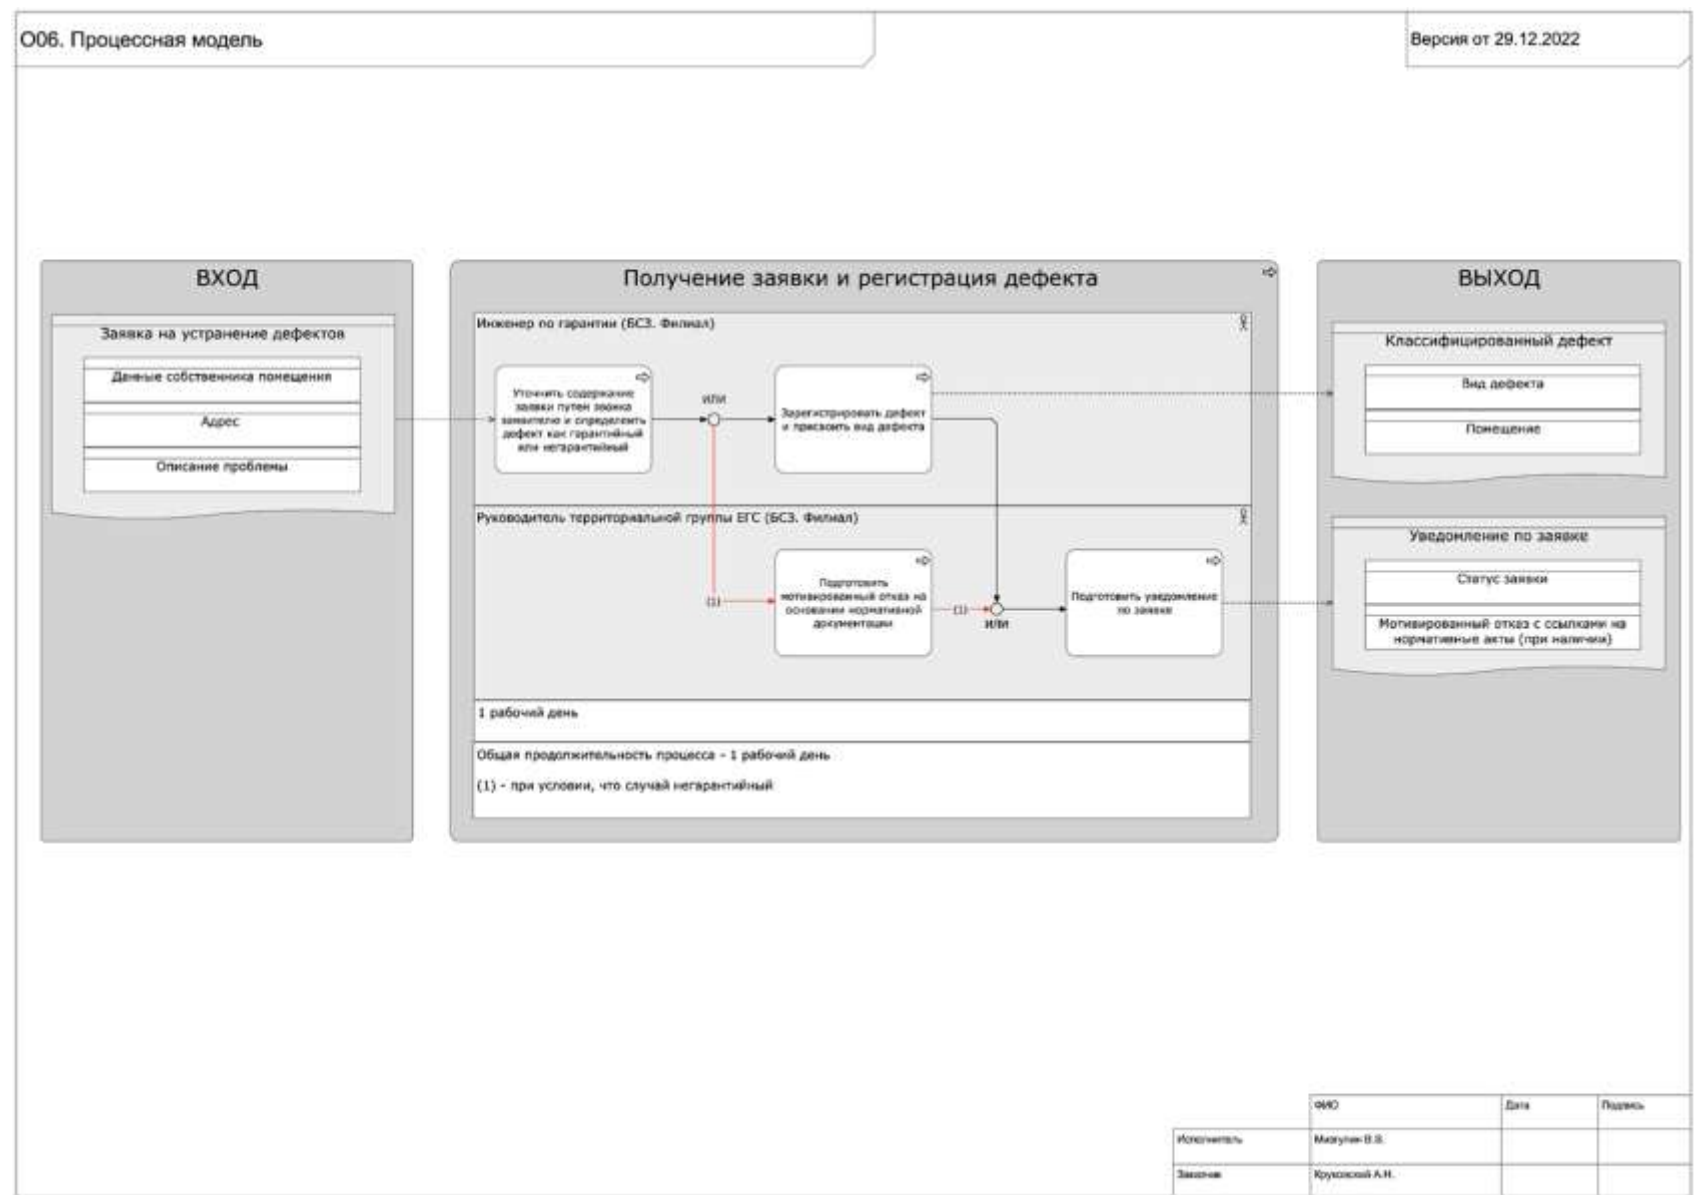 О06. Процессная модель
Версия от 29.12.2022
ВХОД
Заявка на устранение дефектов
Данные собственника помещения
Адрес
Описание проблемы
Получение заявки и регистрация дефекта
Инженер по гарантии (БСЗ. Филиал)
Уточнить содержание
заявки путем звонка
заявителю и определить
дефект как гарантийный
или негарантийный
ИЛИ
Зарегистрировать дефект
и присвоить вид дефекта
Руководитель территориальной группы ЕГС (БСЗ. Филиал)
(1)
Подготовить
мотивированный отказ на
основании нормативной
документации
(1)
ИЛИ
Подготовить уведомление
по заявке
1 рабочий день
Общая продолжительность процесса - 1 рабочий день
(1) - при условии, что случай негарантийный
ВЫХОД
Классифицированный дефект
Вид дефекта
Помещение
Уведомление по заявке
Статус заявки
Мотивированный отказ с ссылками на
нормативные акты (при наличии)
ФИО
Дата
Подпись
Исполнитель
Мизгулин В.В.
Заказчик
Круковский А.Н.